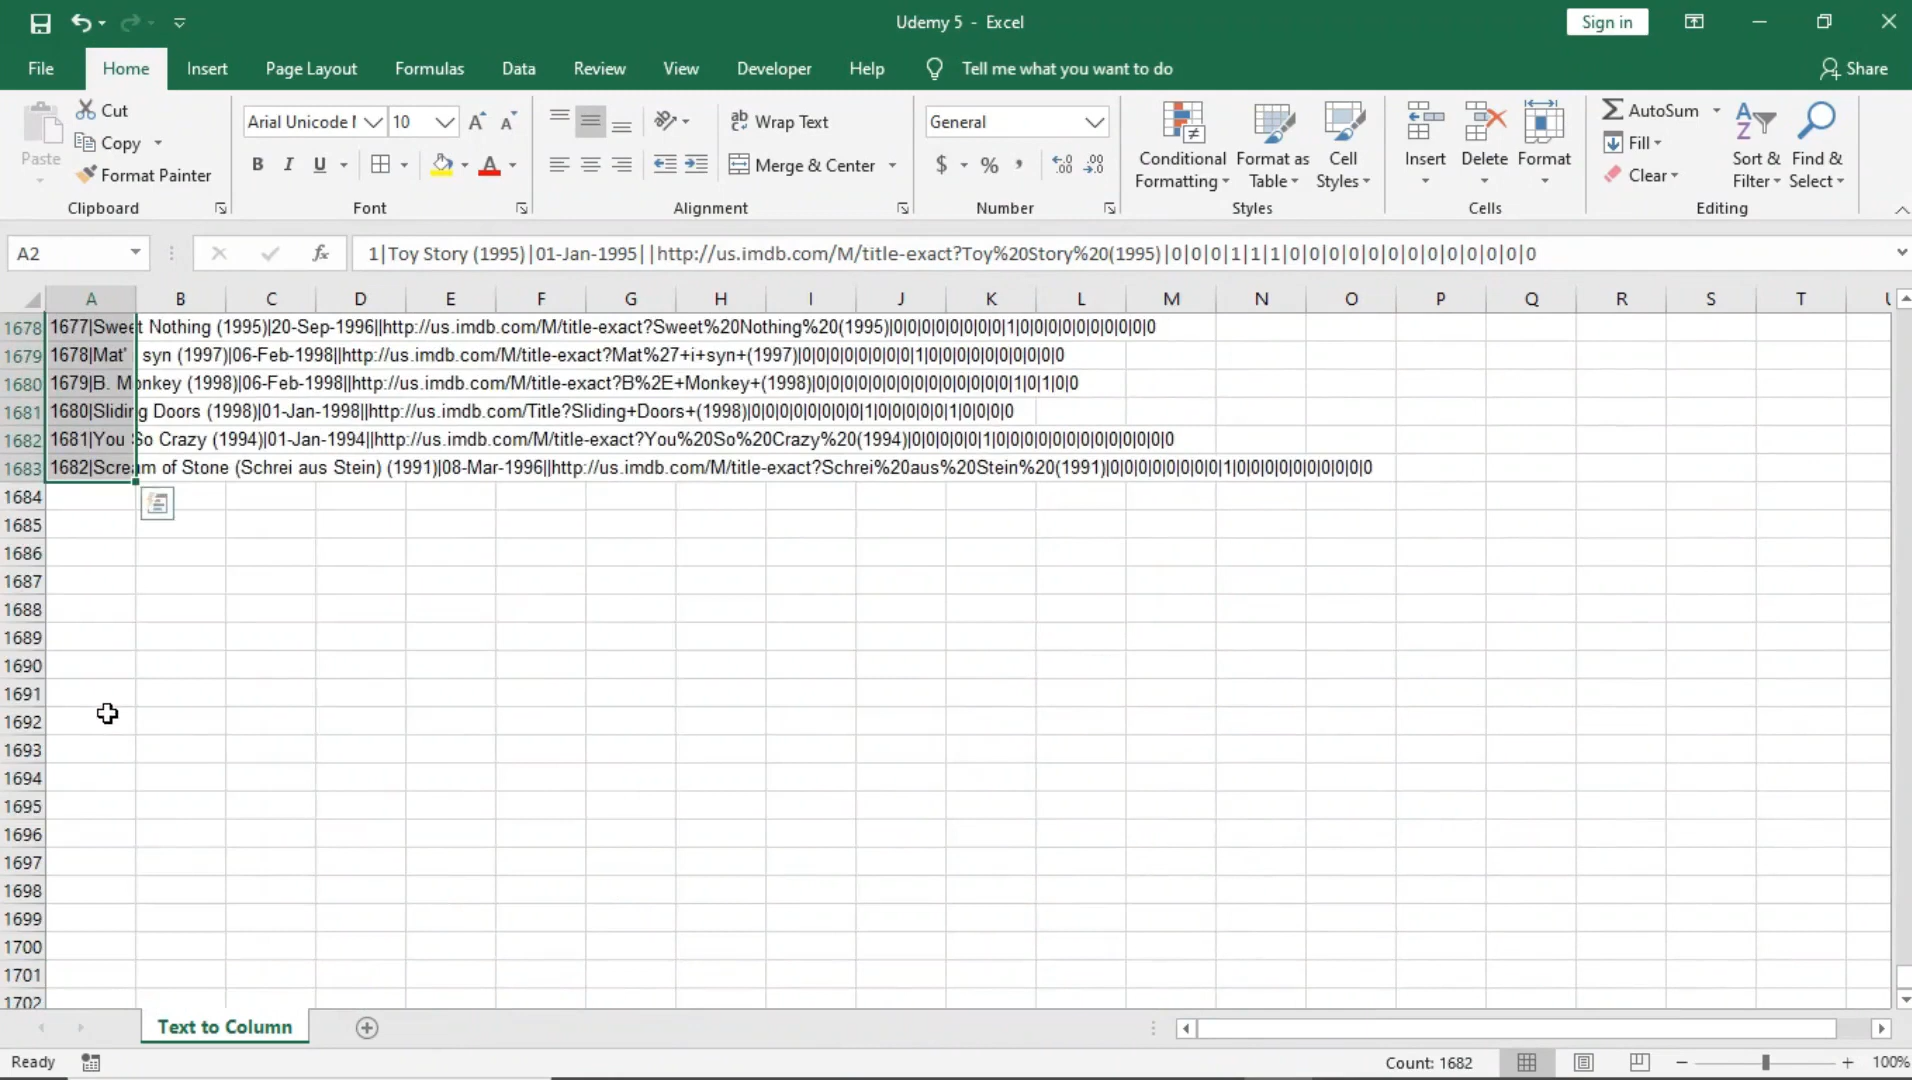 Udemy 5 - Excel
Sign in
File Home Insert Page Layout Formulas Data Review View Developer Help Tell me what you want to do Share
Paste
Cut
Copy
Format Painter
Clipboard
Arial Unicode 10 A A
B I U A
Font
ab Wrap Text
Merge & Center
Alignment
General
$ % ,
Number
Conditional Formatting
Format as Table
Cell Styles
Styles
Insert Delete Format
Cells
AutoSum
Fill
Clear
Sort & Filter
Find & Select
Editing
A2 fx 1|Toy Story (1995)|01-Jan-1995||http://us.imdb.com/M/title-exact?Toy%20Story%20(1995)|0|0|0|1|1|1|0|0|0|0|0|0|0|0|0|0|0|0|0
A B C D E F G H I J K L M N O P Q R S T
1678 1677|Sweet Nothing (1995)|20-Sep-1996||http://us.imdb.com/M/title-exact?Sweet%20Nothing%20(1995)|0|0|0|0|0|0|0|0|1|0|0|0|0|0|0|0|0|0|0
1679 1678|Mat' syn (1997)|06-Feb-1998||http://us.imdb.com/M/title-exact?Mat%27+i+syn+(1997)|0|0|0|0|0|0|0|0|1|0|0|0|0|0|0|0|0|0|0
1680 1679|B. Monkey (1998)|06-Feb-1998||http://us.imdb.com/M/title-exact?B%2E+Monkey+(1998)|0|0|0|0|0|0|0|0|0|0|0|0|0|0|1|0|1|0|0
1681 1680|Sliding Doors (1998)|01-Jan-1998||http://us.imdb.com/Title?Sliding+Doors+(1998)|0|0|0|0|0|0|0|0|1|0|0|0|0|0|1|0|0|0|0
1682 1681|You So Crazy (1994)|01-Jan-1994||http://us.imdb.com/M/title-exact?You%20So%20Crazy%20(1994)|0|0|0|0|0|1|0|0|0|0|0|0|0|0|0|0|0|0|0
1683 1682|Scream of Stone (Schrei aus Stein) (1991)|08-Mar-1996||http://us.imdb.com/M/title-exact?Schrei%20aus%20Stein%20(1991)|0|0|0|0|0|0|0|0|1|0|0|0|0|0|0|0|0|0|0
1684
1685
1686
1687
1688
1689
1690
1691
1692
1693
1694
1695
1696
1697
1698
1699
1700
1701
1702
Text to Column
Ready Count: 1682 100%